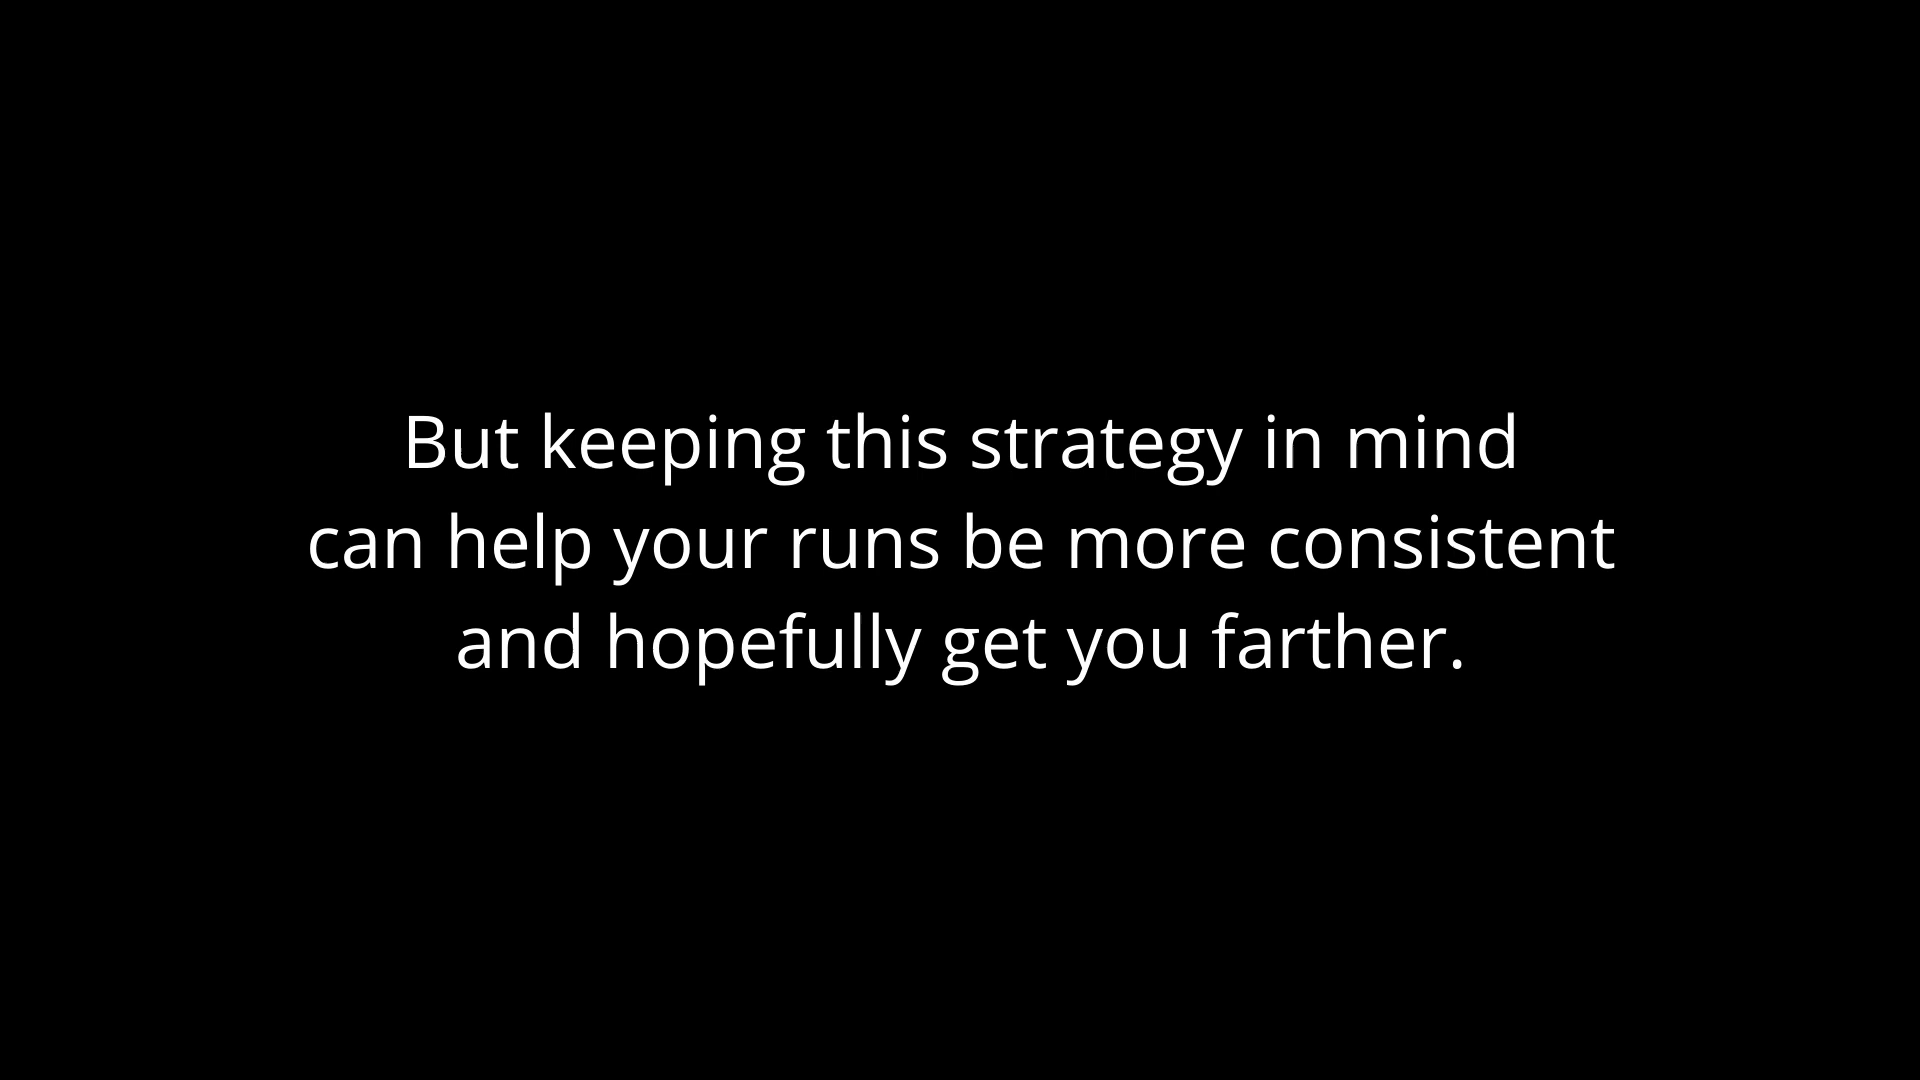 But keeping this strategy in mind
can help your runs be more consistent
and hopefully get you farther.